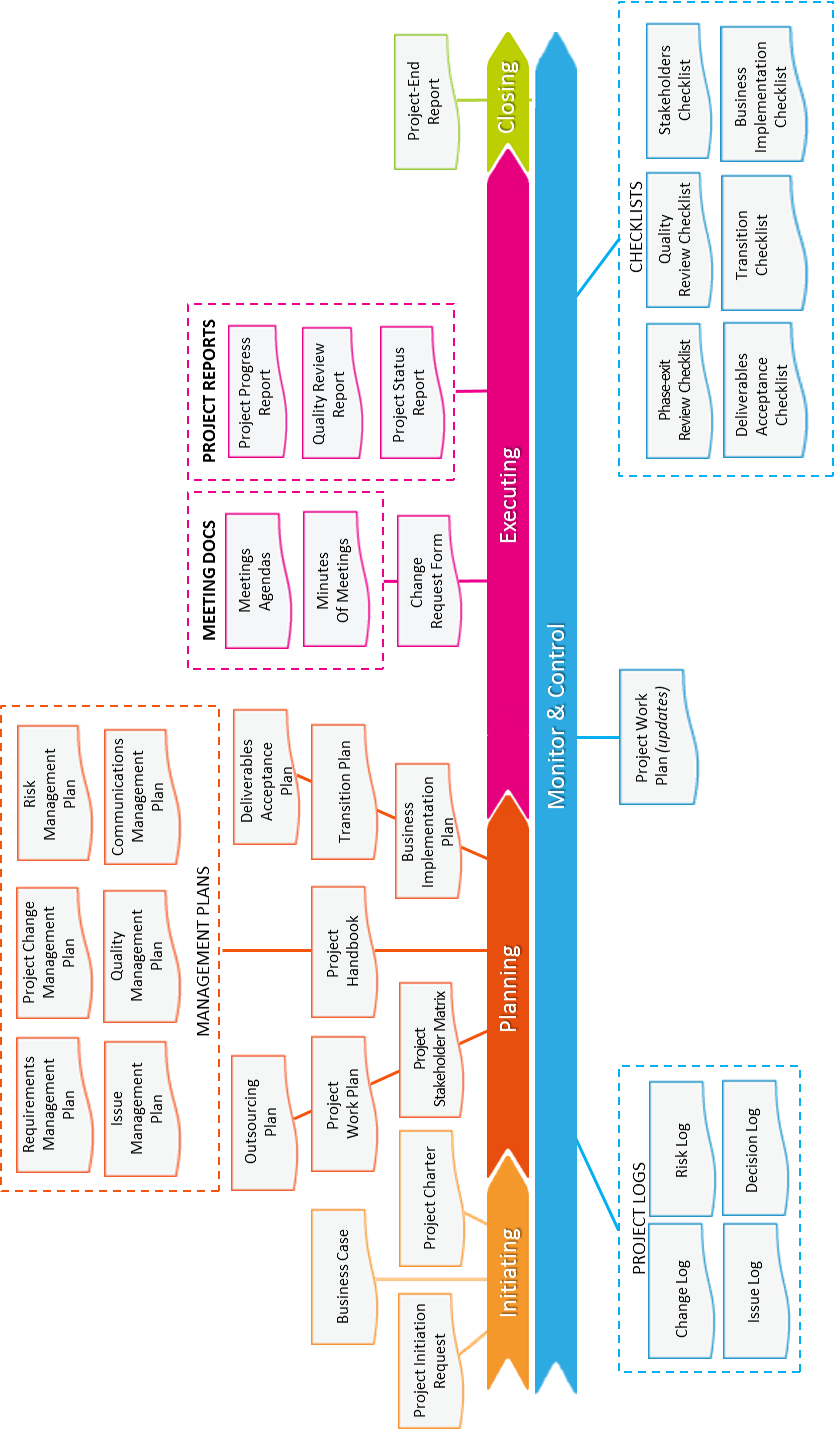 Risk
Management
Plan
Project Change
Management
Plan
Requirements
Management
Plan
Communications
Management
Plan
Quality
Management
Plan
Issue
Management
Plan
MANAGEMENT PLANS
Outsourcing
Plan
Project
Work Plan
Project
Stakeholder Matrix
Project
Handbook
Deliverables
Acceptance
Plan
Transition Plan
Business
Implementation
Plan
Business Case
Project Initiation
Request
Project Charter
MEETING DOCS
Meetings
Agendas
Minutes
Of Meetings
Change
Request Form
PROJECT REPORTS
Project Progress
Report
Quality Review
Report
Project Status
Report
Project-End
Report
Initiating
Planning
Executing
Closing
Monitor & Control
PROJECT LOGS
Change Log
Risk Log
Issue Log
Decision Log
Project Work
Plan (updates)
CHECKLISTS
Phase-exit
Review Checklist
Quality
Review Checklist
Stakeholders
Checklist
Deliverables
Acceptance
Checklist
Transition
Checklist
Business
Implementation
Checklist